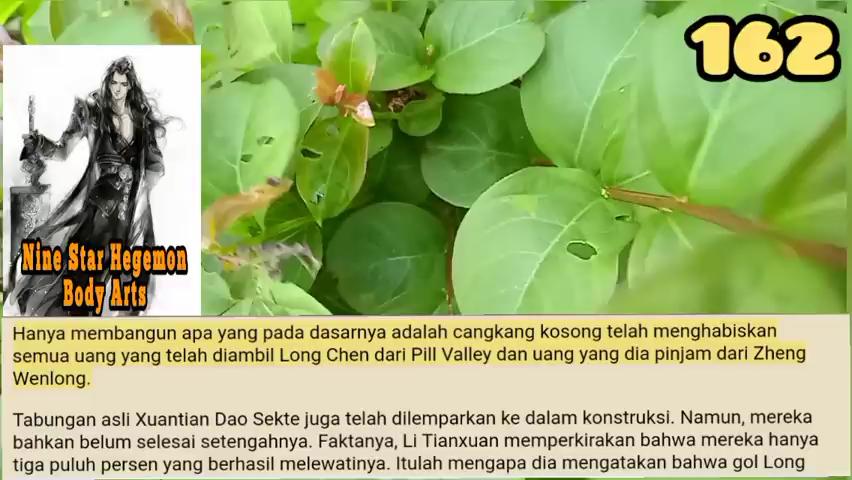 162
Nine Star Hegemon
Body Arts
Hanya membangun apa yang pada dasarnya adalah cangkang kosong telah menghabiskan
semua uang yang telah diambil Long Chen dari Pill Valley dan uang yang dia pinjam dari Zheng
Wenlong.
Tabungan asli Xuantian Dao Sekte juga telah dilemparkan ke dalam konstruksi. Namun, mereka
bahkan belum selesai setengahnya. Faktanya, Li Tianxuan memperkirakan bahwa mereka hanya
tiga puluh persen yang berhasil melewatinya. Itulah mengapa dia mengatakan bahwa gol Long